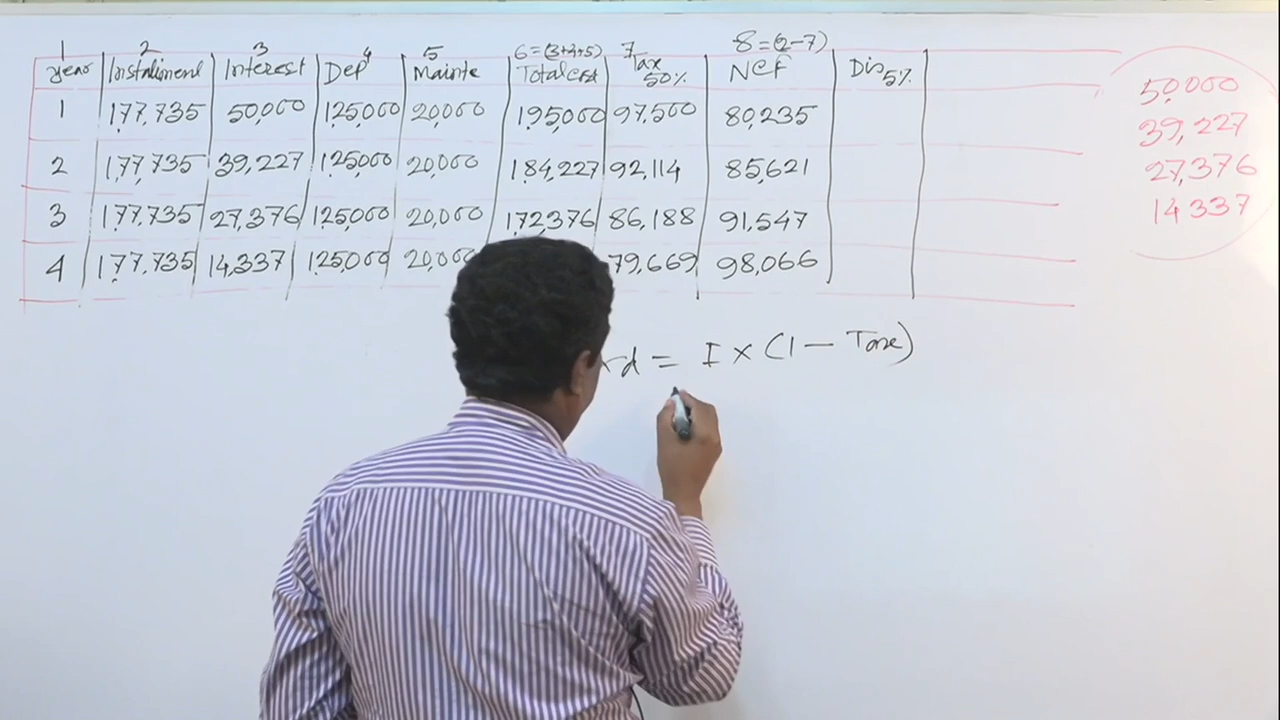 1 2 3 4 5 6=(3+4+5) 7 8=(2-7)
year Instalment Interest Dep Mainte Total cost Tax 50% NCF Dis 5%
1 177,735 50,000 125,000 20,000 195,000 97,500 80,235
2 177,735 39,227 125,000 20,000 184,227 92,114 85,621
3 177,735 27,376 125,000 20,000 172,376 86,188 91,547
4 177,735 14,337 125,000 20,000 79,669 98,066
50,000
39,227
27,376
14337
d = I × (1 - Tax)